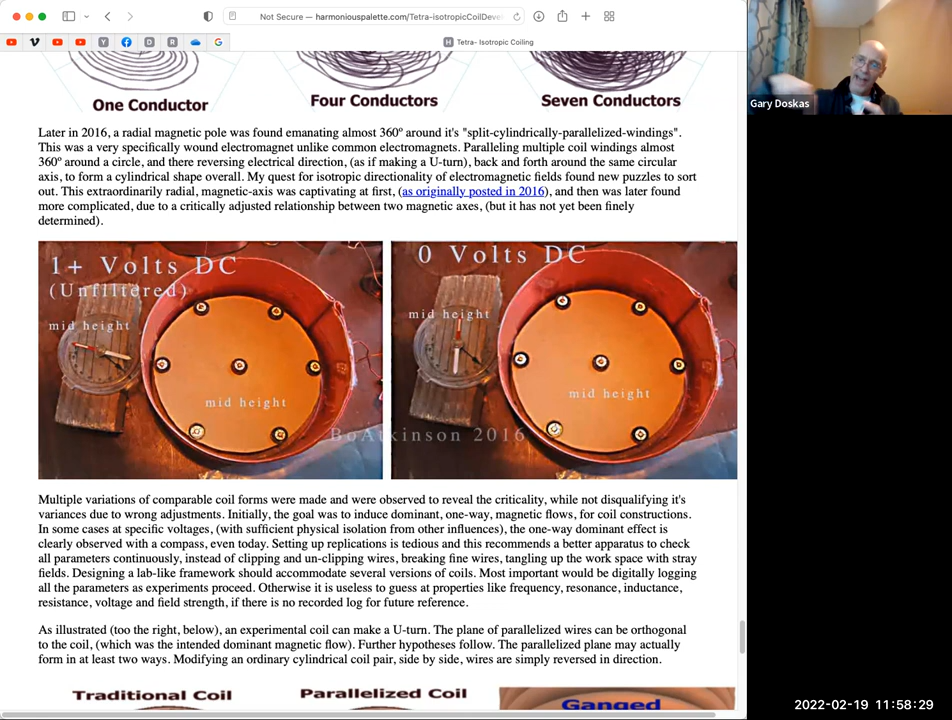 Not Secure — harmoniouspalette.com/Tetra-isotropicCoilDeve
Tetra- Isotropic Coiling
Gary Doskas
One Conductor
Four Conductors
Seven Conductors
Later in 2016, a radial magnetic pole was found emanating almost 360º around it's "split-cylindrically-parallelized-windings".
This was a very specifically wound electromagnet unlike common electromagnets. Paralleling multiple coil windings almost
360º around a circle, and there reversing electrical direction, (as if making a U-turn), back and forth around the same circular
axis, to form a cylindrical shape overall. My quest for isotropic directionality of electromagnetic fields found new puzzles to sort
out. This extraordinarily radial, magnetic-axis was captivating at first, (as originally posted in 2016), and then was later found
more complicated, due to a critically adjusted relationship between two magnetic axes, (but it has not yet been finely
determined).
1+ Volts DC
(Unfiltered)
mid height
mid height
0 Volts DC
mid height
mid height
BoAtkinson 2016
Multiple variations of comparable coil forms were made and were observed to reveal the criticality, while not disqualifying it's
variances due to wrong adjustments. Initially, the goal was to induce dominant, one-way, magnetic flows, for coil constructions.
In some cases at specific voltages, (with sufficient physical isolation from other influences), the one-way dominant effect is
clearly observed with a compass, even today. Setting up replications is tedious and this recommends a better apparatus to check
all parameters continuously, instead of clipping and un-clipping wires, breaking fine wires, tangling up the work space with stray
fields. Designing a lab-like framework should accommodate several versions of coils. Most important would be digitally logging
all the parameters as experiments proceed. Otherwise it is useless to guess at properties like frequency, resonance, inductance,
resistance, voltage and field strength, if there is no recorded log for future reference.
As illustrated (too the right, below), an experimental coil can make a U-turn. The plane of parallelized wires can be orthogonal
to the coil, (which was the intended dominant magnetic flow). Further hypotheses follow. The parallelized plane may actually
form in at least two ways. Modifying an ordinary cylindrical coil pair, side by side, wires are simply reversed in direction.
Traditional Coil
Parallelized Coil
Ganged
2022-02-19 11:58:29